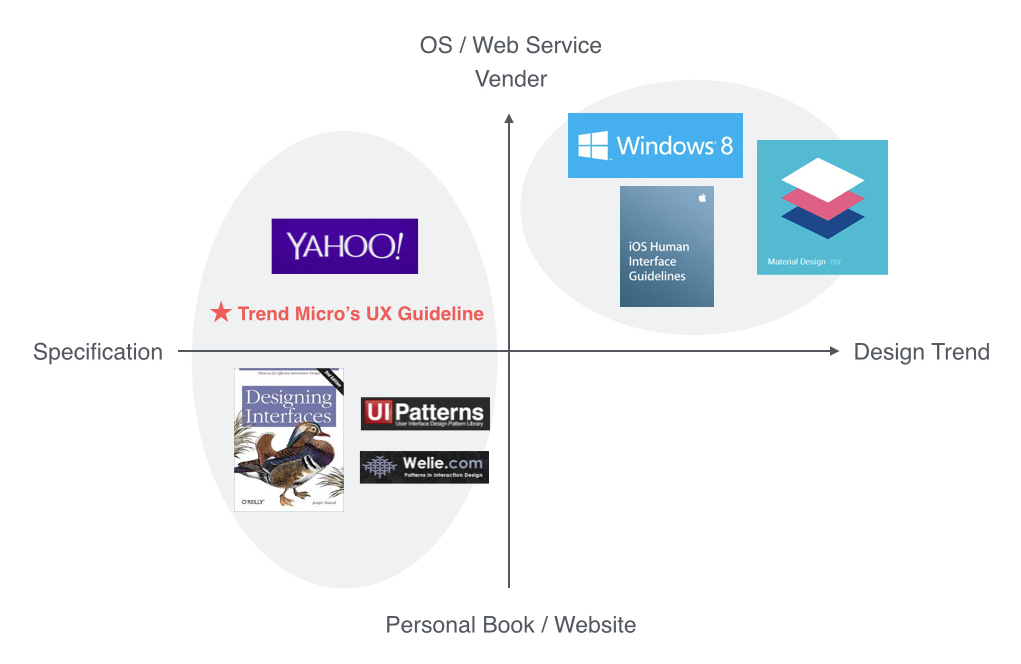 OS / Web Service
Vender
Windows 8
iOS Human
Interface
Guidelines
Material Design PDF
YAHOO!
★ Trend Micro's UX Guideline
Specification
Design Trend
Patterns for Effective Interaction Design
2nd Edition
Designing
Interfaces
O'REILLY
UI Patterns
User Interface Design Pattern Library
Welie.com
Patterns in Interaction Design
Personal Book / Website